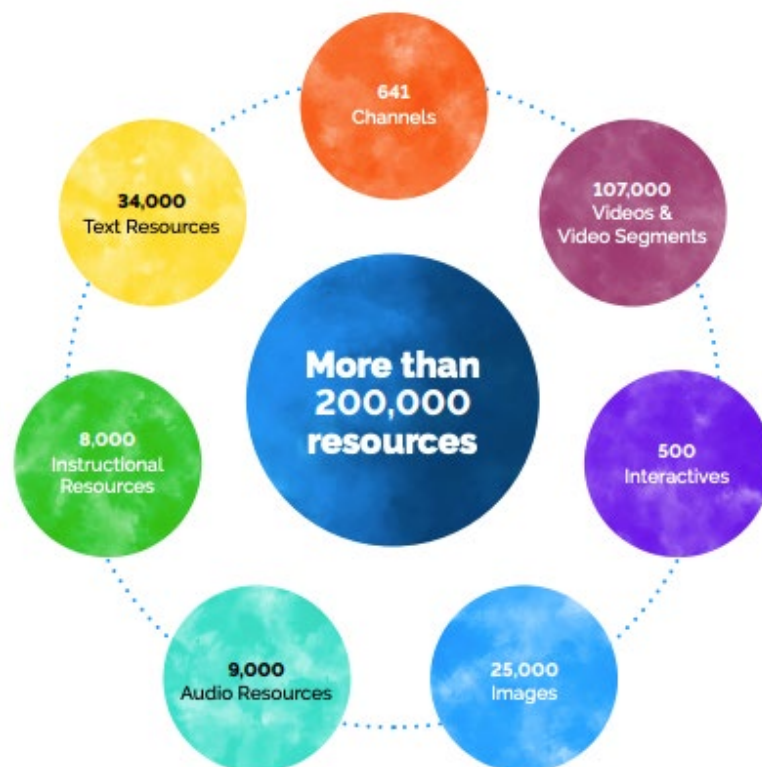 641
Channels
107,000
Videos &
Video Segments
500
Interactives
25,000
Images
9,000
Audio Resources
8,000
Instructional
Resources
34,000
Text Resources
More than
200,000
resources